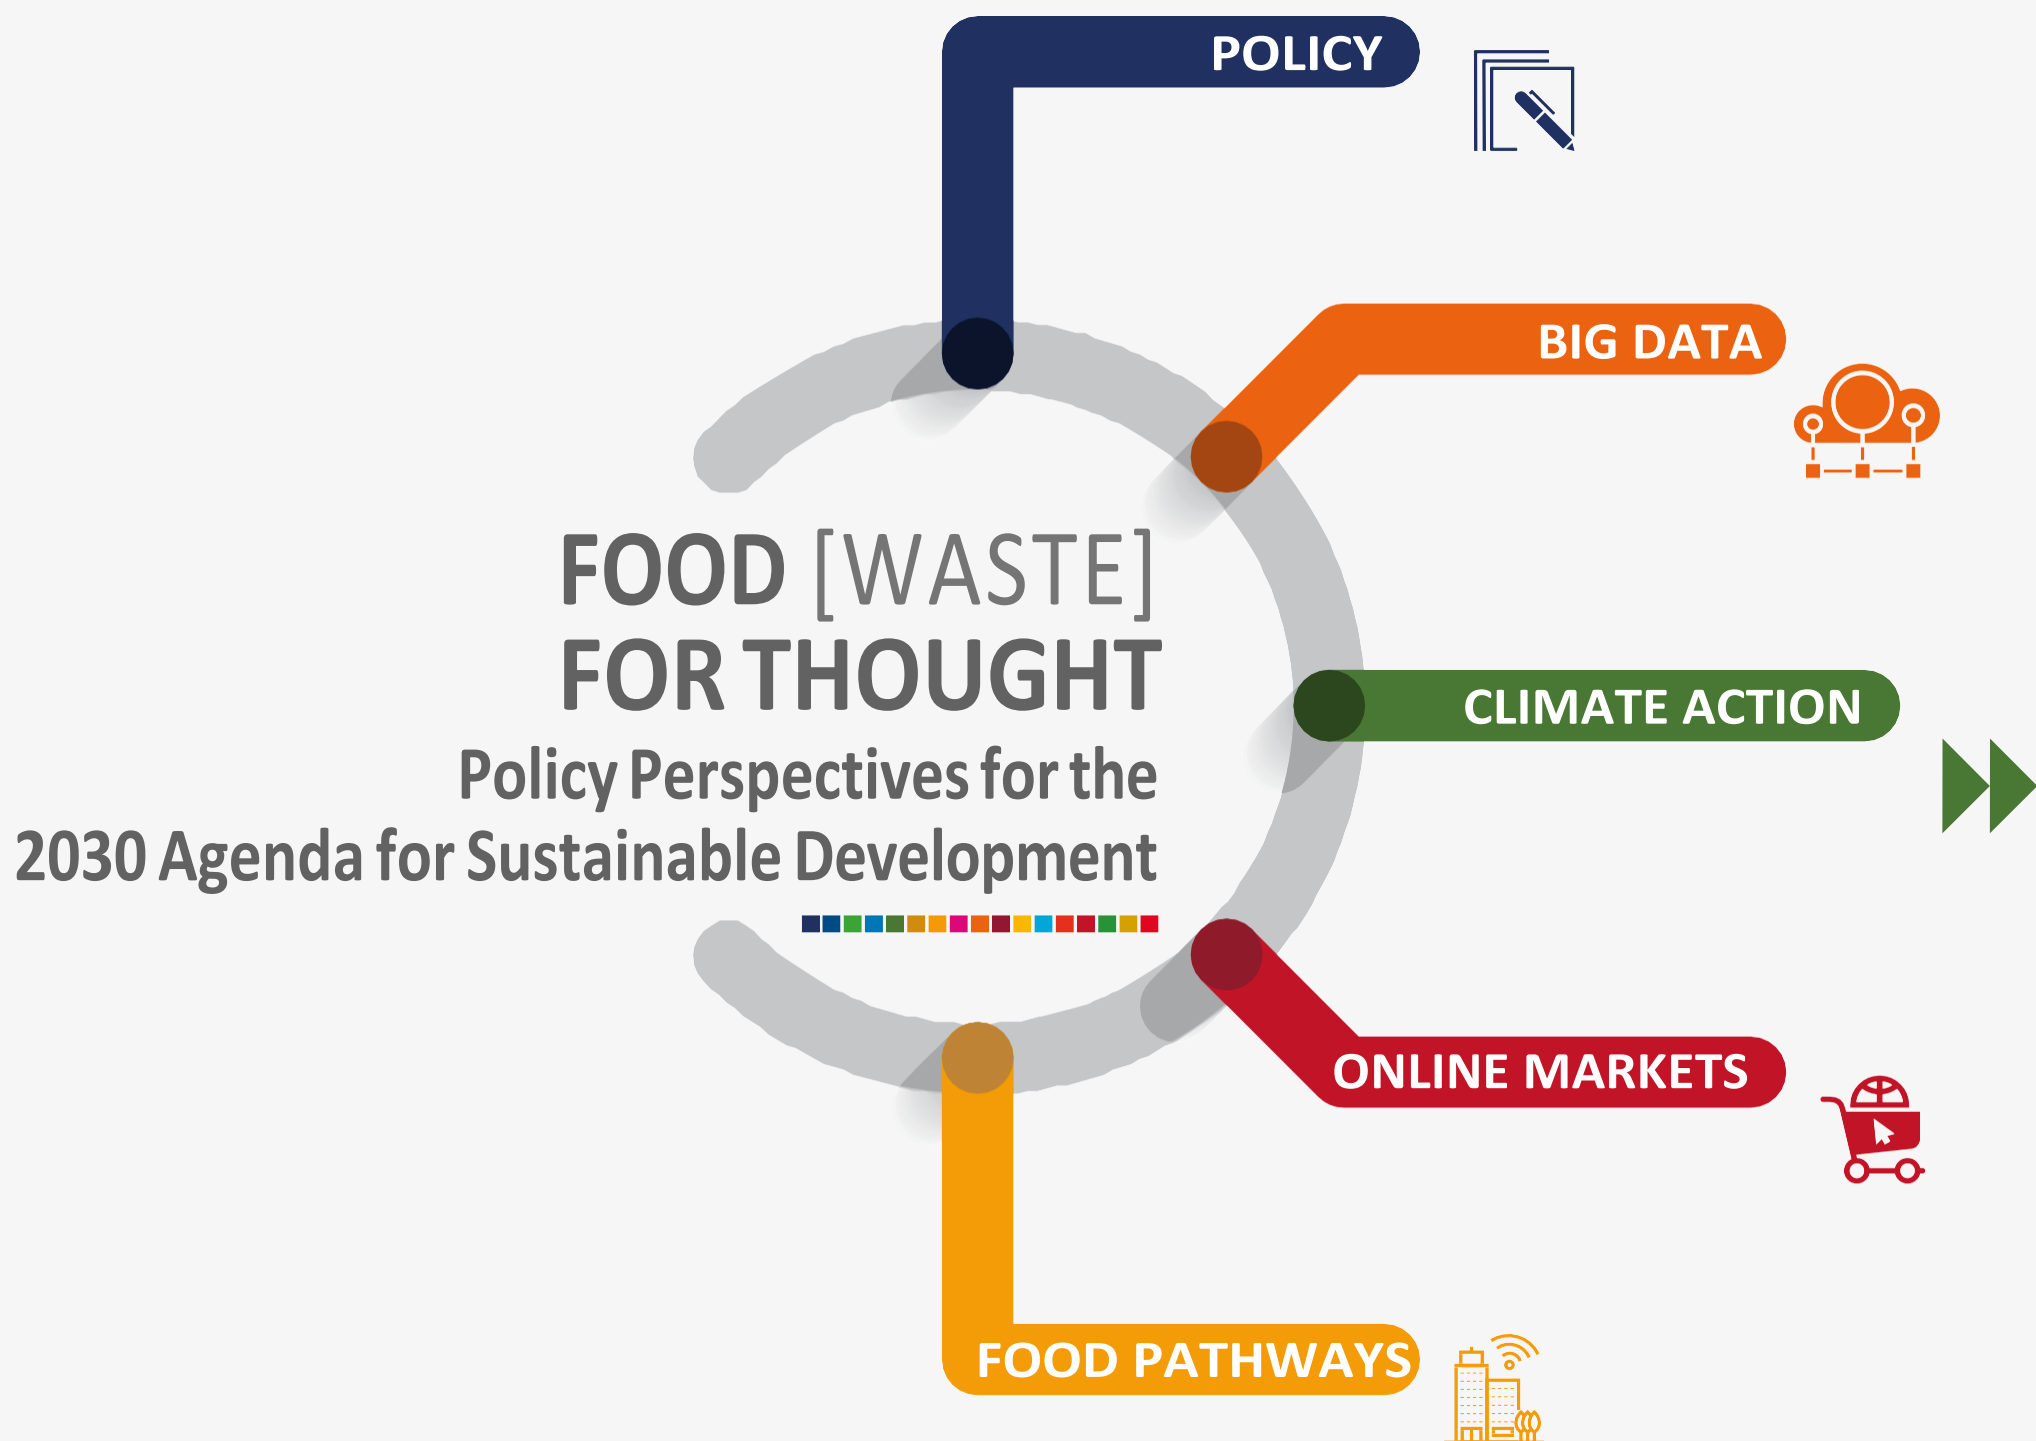 POLICY
BIG DATA
FOOD [WASTE]
FOR THOUGHT
Policy Perspectives for the
2030 Agenda for Sustainable Development
CLIMATE ACTION
ONLINE MARKETS
FOOD PATHWAYS